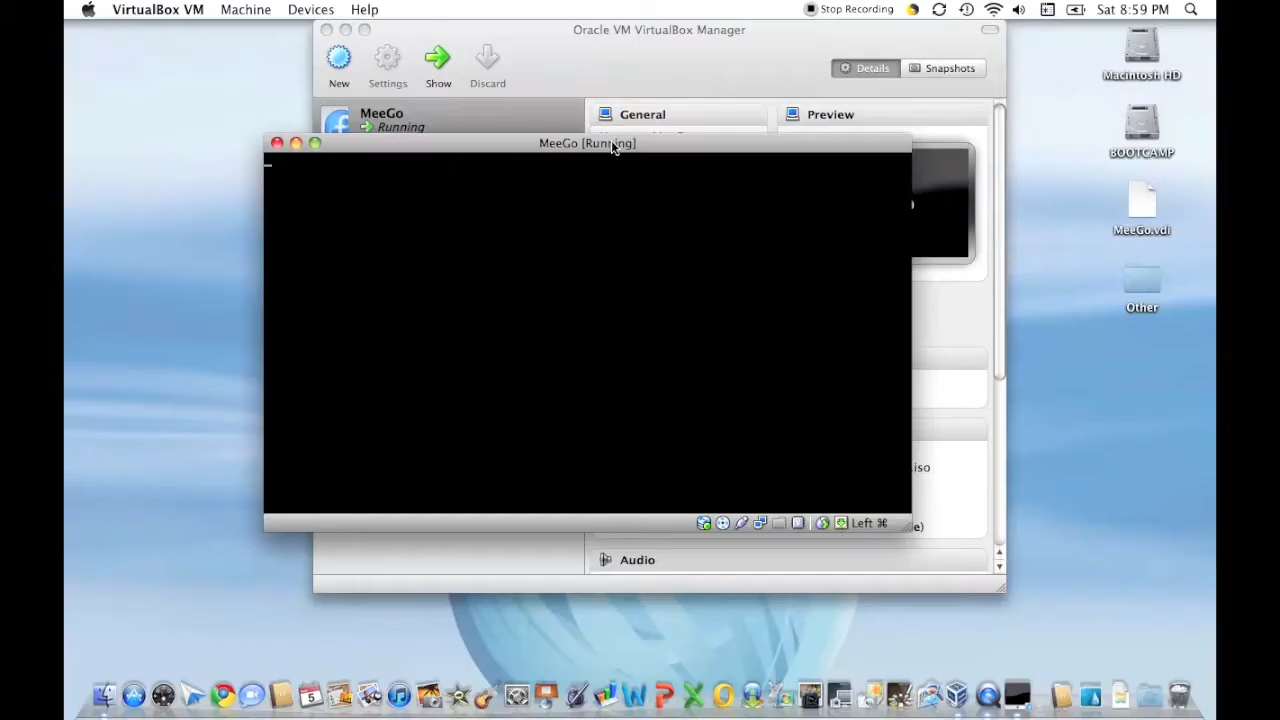 VirtualBox VM Machine Devices Help
Stop Recording
Sat 8:59 PM
Oracle VM VirtualBox Manager
New Settings Show Discard
Details Snapshots
MeeGo
Running
General
Preview
MeeGo [Running]
Left ⌘
.iso
e)
Audio
Macintosh HD
BOOTCAMP
MeeGo.vdi
Other
5